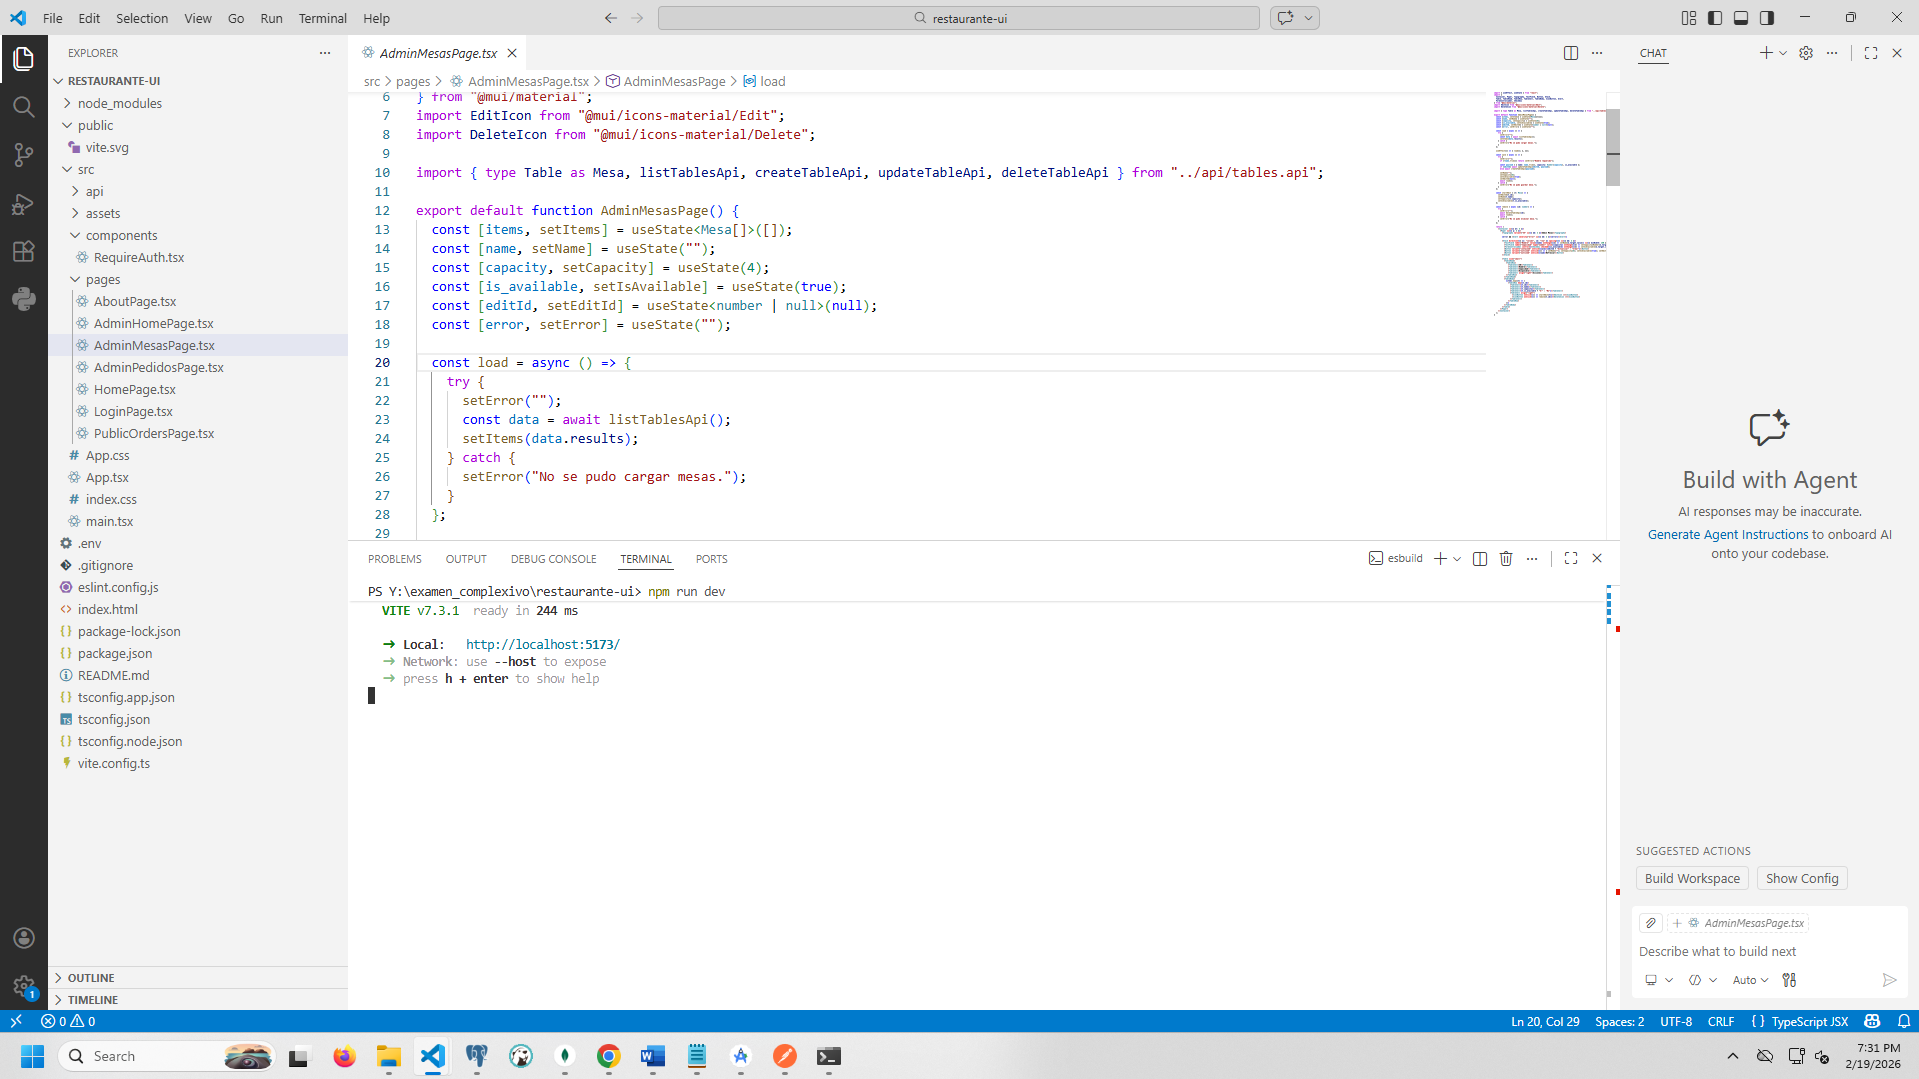 File Edit Selection View Go Run Terminal Help
restaurante-ui
EXPLORER
RESTAURANTE-UI
node_modules
public
vite.svg
src
api
assets
components
RequireAuth.tsx
pages
AboutPage.tsx
AdminHomePage.tsx
AdminMesasPage.tsx
AdminPedidosPage.tsx
HomePage.tsx
LoginPage.tsx
PublicOrdersPage.tsx
App.css
App.tsx
index.css
main.tsx
.env
.gitignore
eslint.config.js
index.html
package-lock.json
package.json
README.md
tsconfig.app.json
tsconfig.json
tsconfig.node.json
vite.config.ts
OUTLINE
TIMELINE
AdminMesasPage.tsx
src > pages > AdminMesasPage.tsx > AdminMesasPage > load
6 } from "@mui/material";
7 import EditIcon from "@mui/icons-material/Edit";
8 import DeleteIcon from "@mui/icons-material/Delete";
9
10 import { type Table as Mesa, listTablesApi, createTableApi, updateTableApi, deleteTableApi } from "../api/tables.api";
11
12 export default function AdminMesasPage() {
13 const [items, setItems] = useState<Mesa[]>([]);
14 const [name, setName] = useState("");
15 const [capacity, setCapacity] = useState(4);
16 const [is_available, setIsAvailable] = useState(true);
17 const [editId, setEditId] = useState<number | null>(null);
18 const [error, setError] = useState("");
19
20 const load = async () => {
21 try {
22 setError("");
23 const data = await listTablesApi();
24 setItems(data.results);
25 } catch {
26 setError("No se pudo cargar mesas.");
27 }
28 };
29
PROBLEMS OUTPUT DEBUG CONSOLE TERMINAL PORTS
esbuild
PS Y:\examen_complexivo\restaurante-ui> npm run dev
VITE v7.3.1 ready in 244 ms
➜ Local: http://localhost:5173/
➜ Network: use --host to expose
➜ press h + enter to show help
CHAT
Build with Agent
AI responses may be inaccurate.
Generate Agent Instructions to onboard AI
onto your codebase.
SUGGESTED ACTIONS
Build Workspace Show Config
AdminMesasPage.tsx
Describe what to build next
Auto
1
0 0
Ln 20, Col 29 Spaces: 2 UTF-8 CRLF { } TypeScript JSX
Search
7:31 PM
2/19/2026